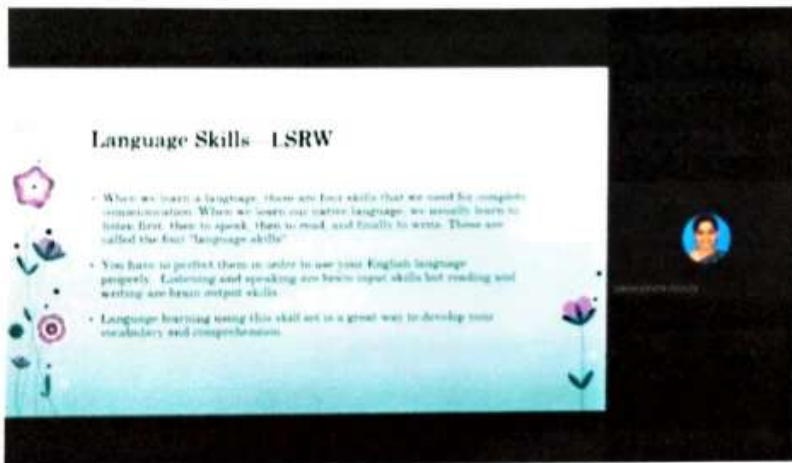 Language Skills LSRW
• When we learn a language, there are four skills that we need for complete
communication. When we learn our native language, we usually learn to
listen first, then to speak, then to read, and finally to write. These are
called the four "language skills"
• You have to perfect them in order to use your English language
properly. Listening and speaking are brain input skills but reading and
writing are brain output skills.
• Language learning using this skill set is a great way to develop your
vocabulary and comprehension.